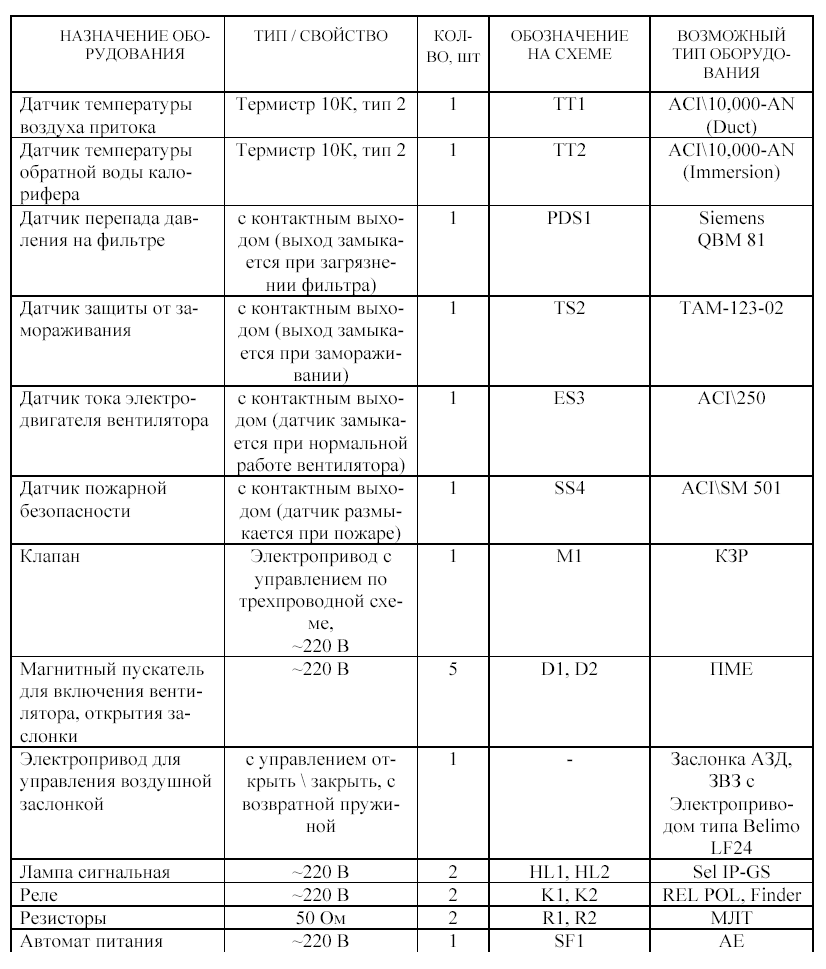 НАЗНАЧЕНИЕ ОБО-
РУДОВАНИЯ
ТИП / СВОЙСТВО
КОЛ-
ВО, шт
ОБОЗНАЧЕНИЕ
НА СХЕМЕ
ВОЗМОЖНЫЙ
ТИП ОБОРУДО-
ВАНИЯ
Датчик температуры
воздуха притока
Термистр 10К, тип 2
1
TT1
ACI\10,000-AN
(Duct)
Датчик температуры
обратной воды кало-
рифера
Термистр 10К, тип 2
1
TT2
ACI\10,000-AN
(Immersion)
Датчик перепада дав-
ления на фильтре
с контактным выхо-
дом (выход замыка-
ется при загрязне-
нии фильтра)
1
PDS1
Siemens
QBM 81
Датчик защиты от за-
мораживания
с контактным выхо-
дом (выход замыка-
ется при заморажи-
вании)
1
TS2
TAM-123-02
Датчик тока электро-
двигателя вентилятора
с контактным выхо-
дом (датчик замыка-
ется при нормальной
работе вентилятора)
1
ES3
ACI\250
Датчик пожарной
безопасности
с контактным выхо-
дом (датчик размы-
кается при пожаре)
1
SS4
ACI\SM 501
Клапан
Электропривод с
управлением по
трехпроводной схе-
ме,
~220 В
1
M1
КЗР
Магнитный пускатель
для включения венти-
лятора, открытия за-
слонки
~220 В
5
D1, D2
ПМЕ
Электропривод для
управления воздушной
заслонкой
с управлением от-
крыть \ закрыть, с
возвратной пружи-
ной
1
-
Заслонка АЗД,
ЗВЗ с
Электроприво-
дом типа Belimo
LF24
Лампа сигнальная
~220 В
2
HL1, HL2
Sel IP-GS
Реле
~220 В
2
K1, K2
REL POL, Finder
Резисторы
50 Ом
2
R1, R2
МЛТ
Автомат питания
~220 В
1
SF1
АЕ